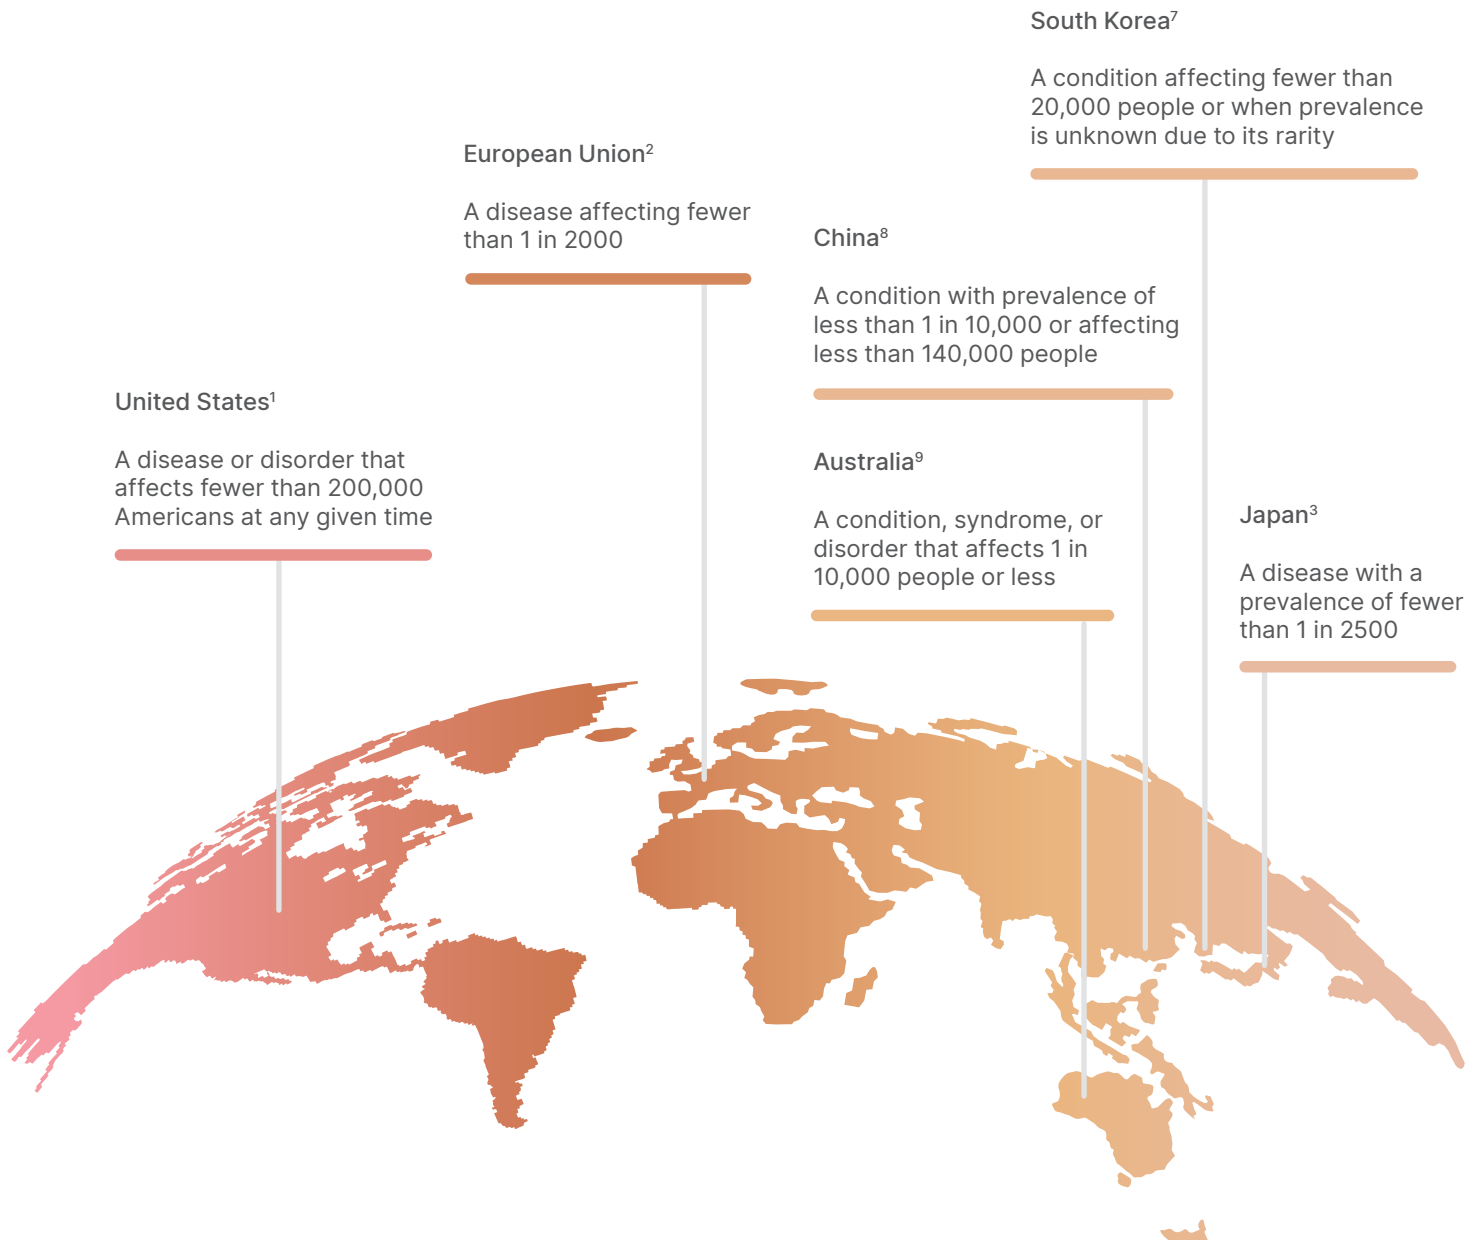 South Korea⁷
A condition affecting fewer than
20,000 people or when prevalence
is unknown due to its rarity
European Union²
A disease affecting fewer
than 1 in 2000
China⁸
A condition with prevalence of
less than 1 in 10,000 or affecting
less than 140,000 people
United States¹
A disease or disorder that
affects fewer than 200,000
Americans at any given time
Australia⁹
A condition, syndrome, or
disorder that affects 1 in
10,000 people or less
Japan³
A disease with a
prevalence of fewer
than 1 in 2500